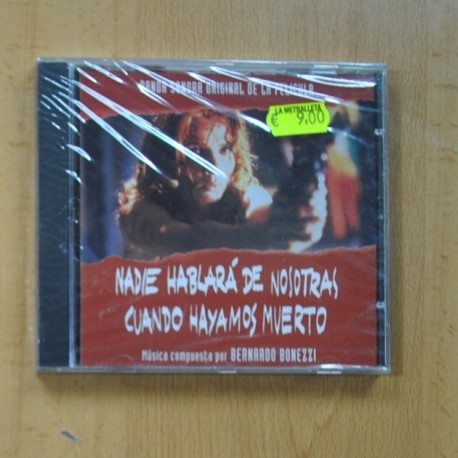 BANDA SONORA ORIGINAL DE LA PELICULA
LA METRALLETA
€ 9.00
NADIE HABLARÁ DE NOSOTRAS
CUANDO HAYAMOS MUERTO
Música compuesta por BERNARDO BONEZZI